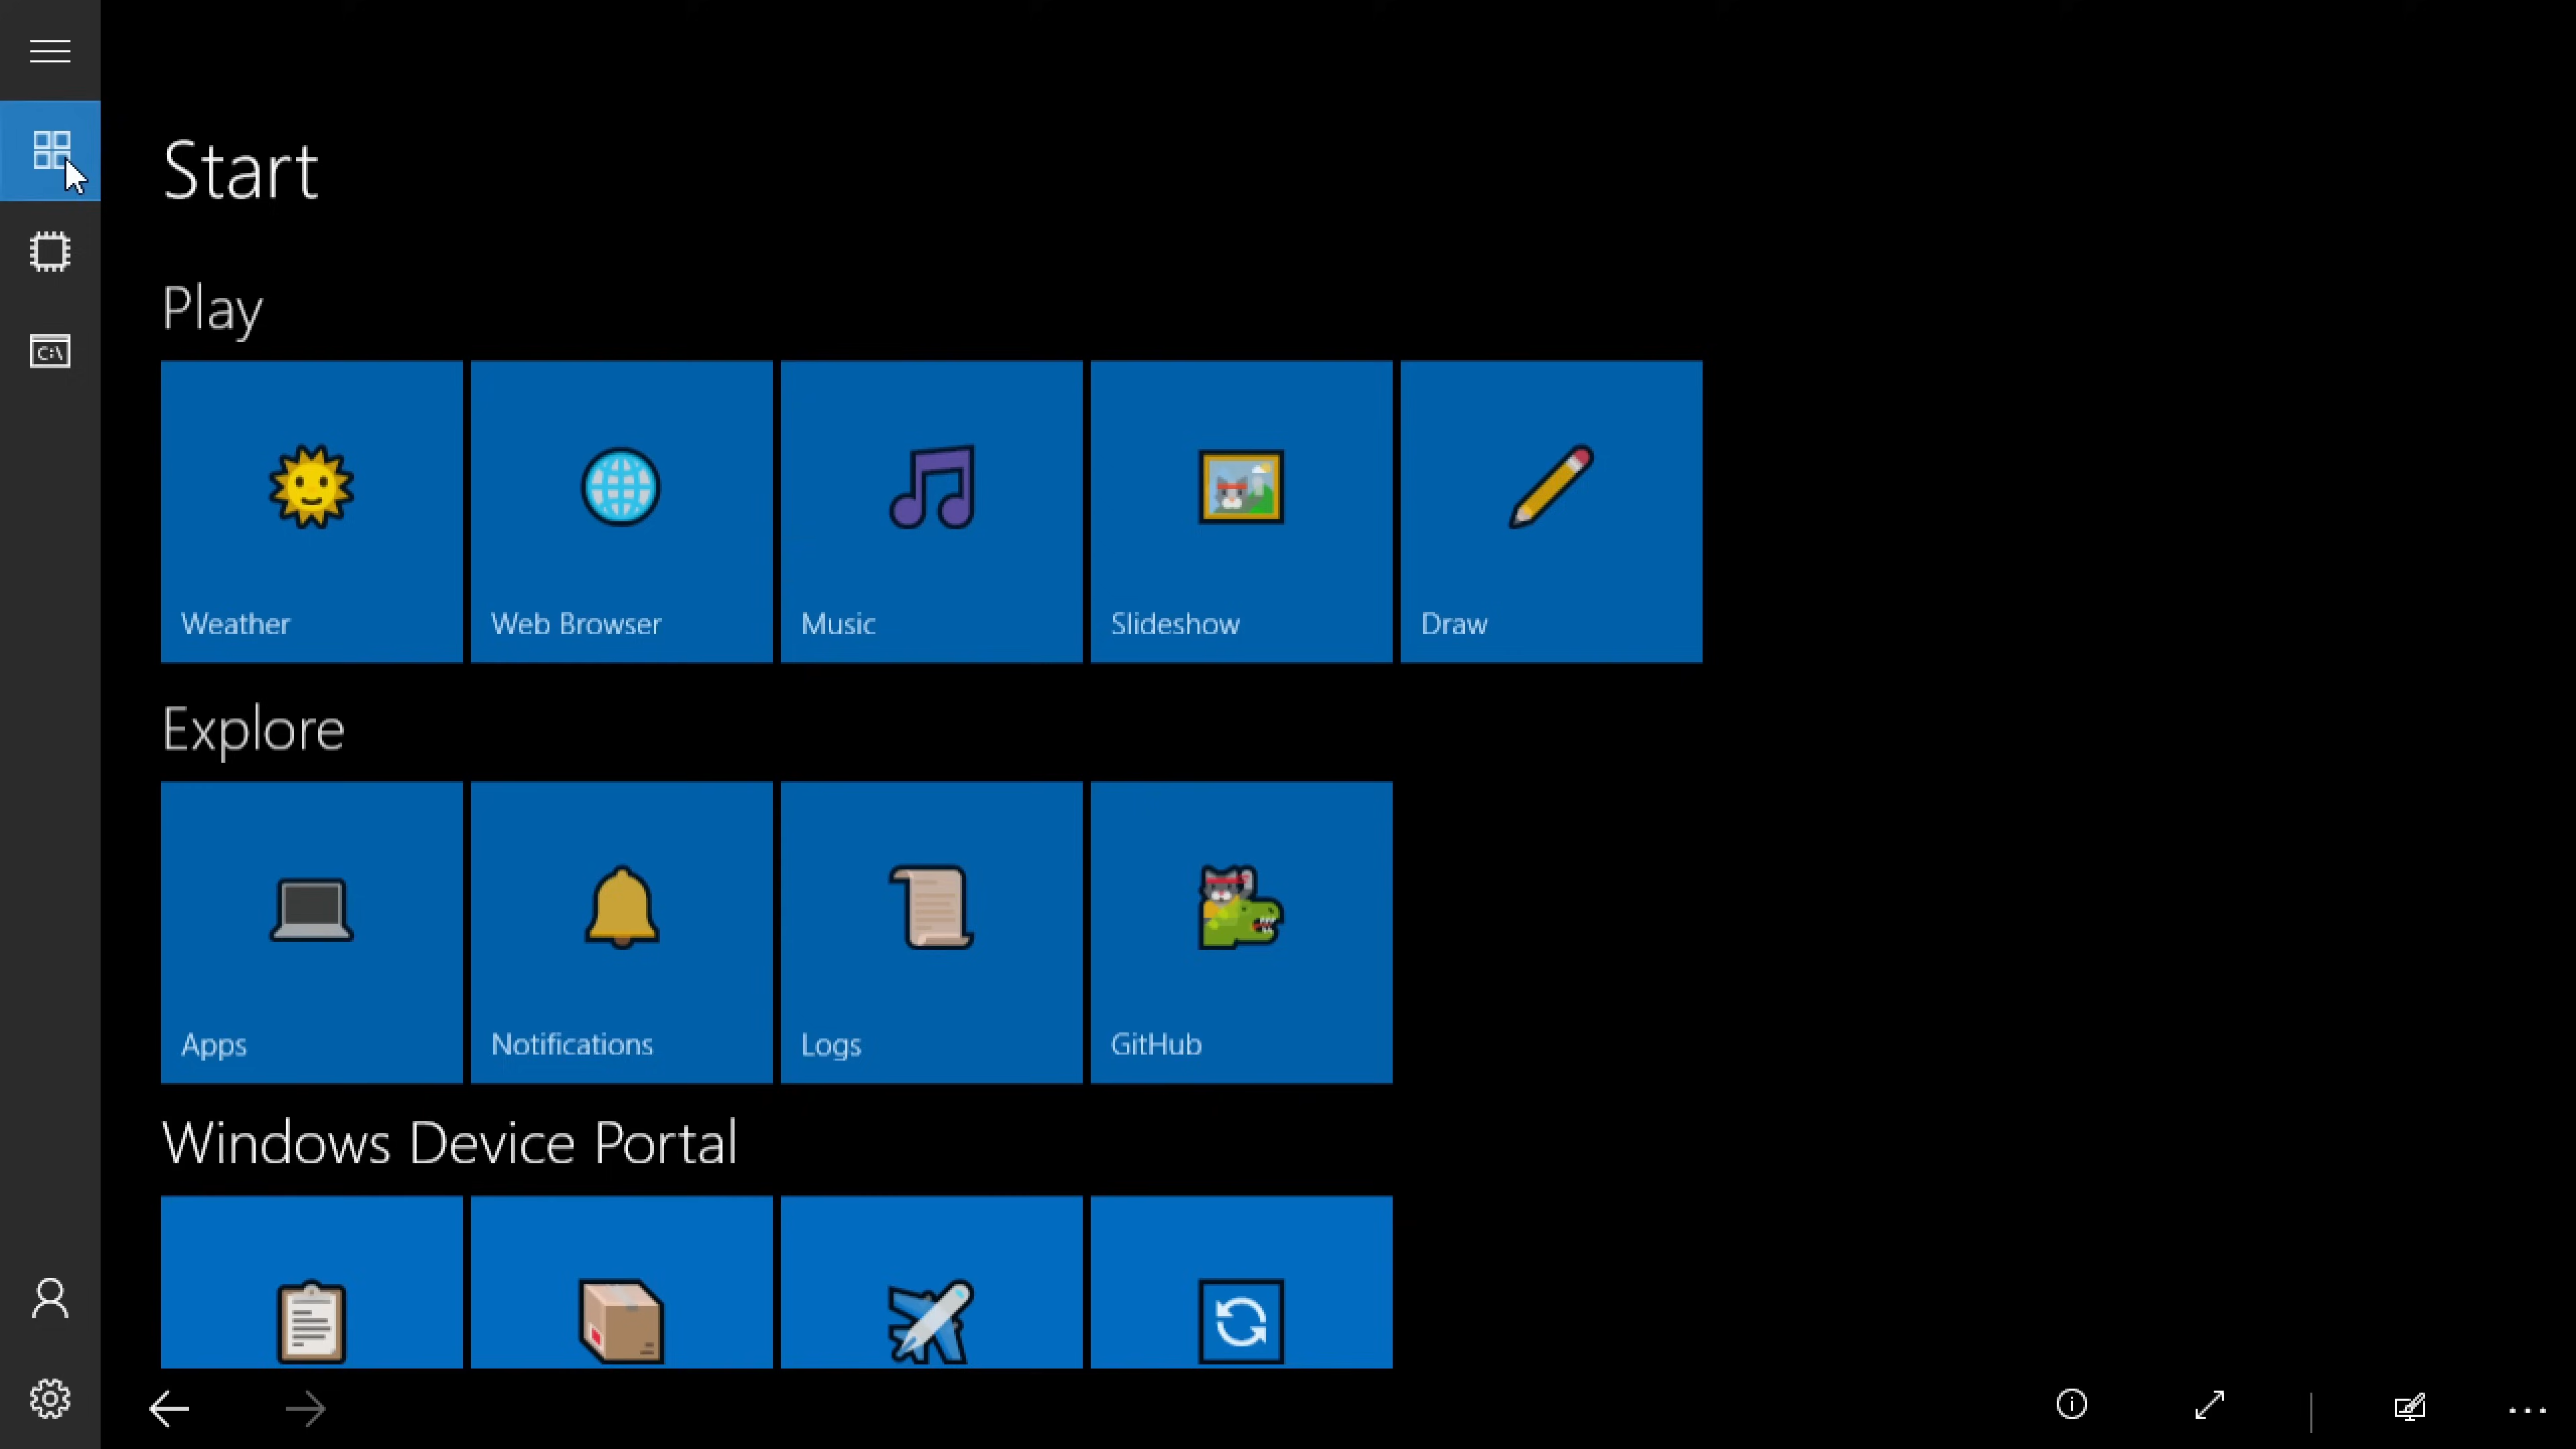 Start
Play
C:\
Weather
Web Browser
Music
Slideshow
Draw
Explore
Apps
Notifications
Logs
GitHub
Windows Device Portal